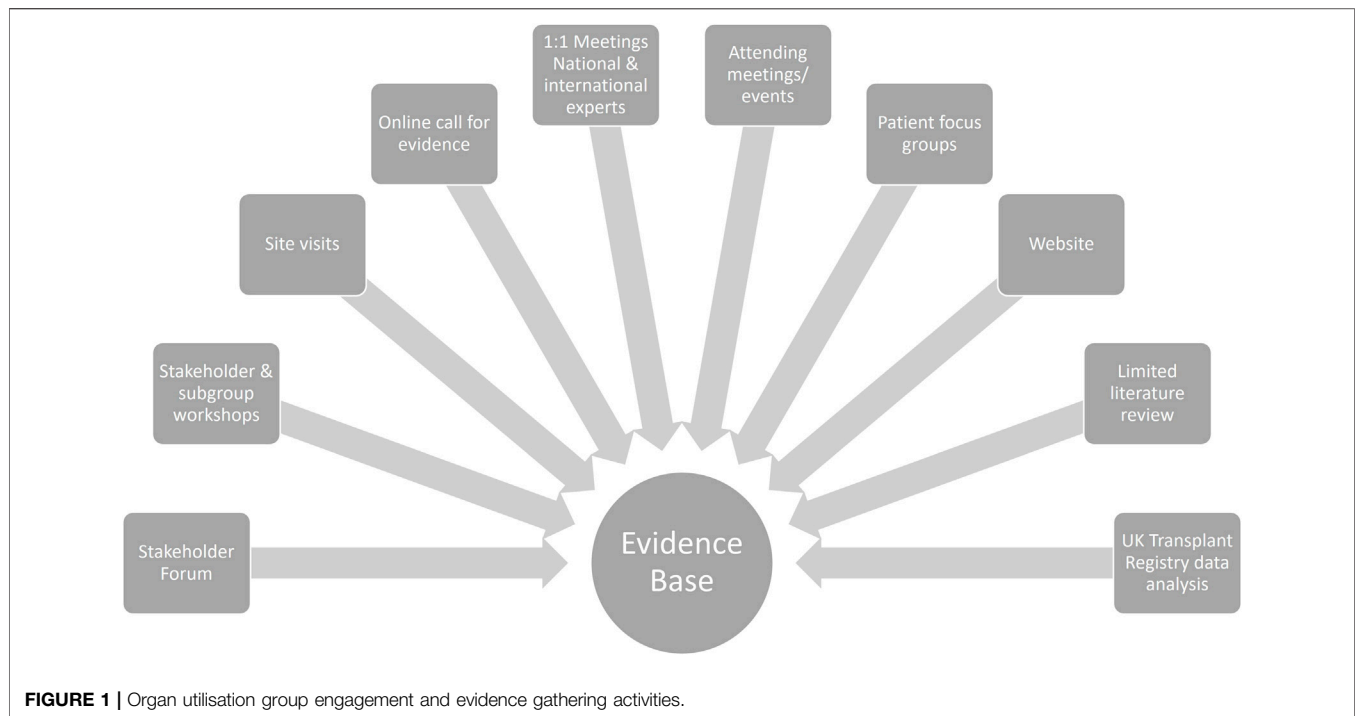 1:1 Meetings
National &
international
experts
Attending
meetings/
events
Online call for
evidence
Patient focus
groups
Site visits
Website
Stakeholder &
subgroup
workshops
Limited
literature
review
Stakeholder
Forum
Evidence
Base
UK Transplant
Registry data
analysis
FIGURE 1 | Organ utilisation group engagement and evidence gathering activities.